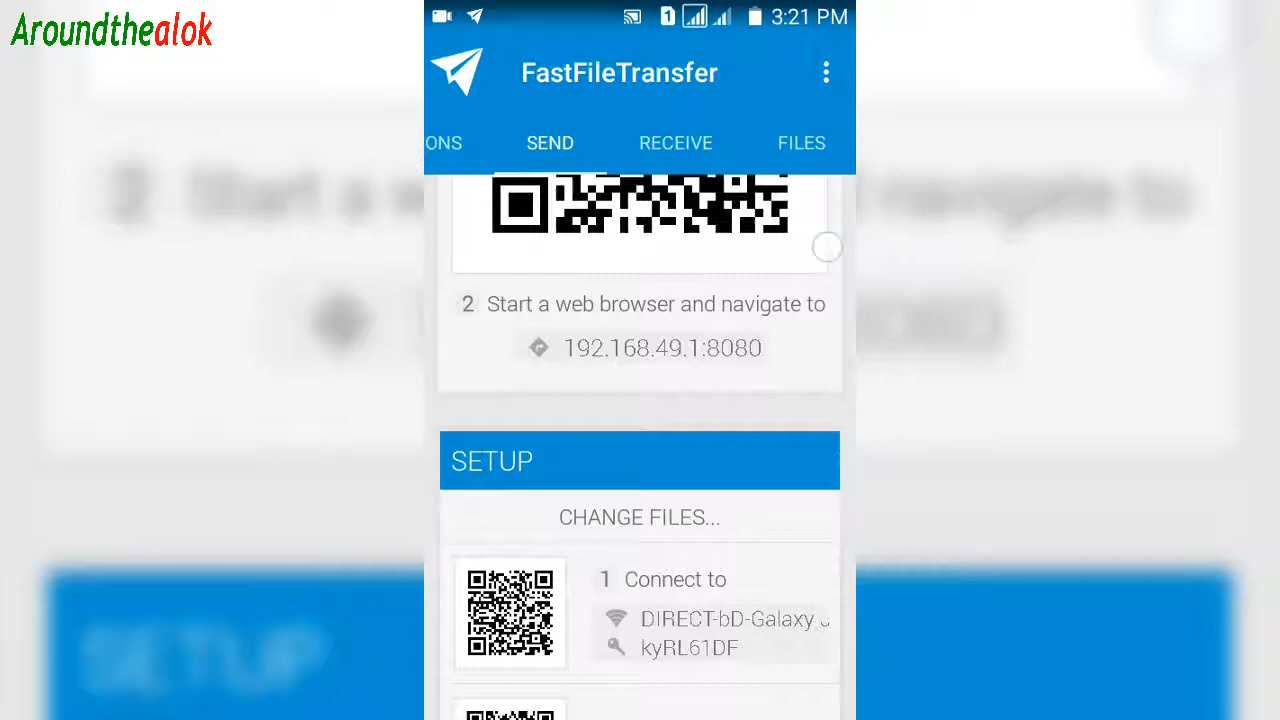 Aroundthealok
1
3:21 PM
FastFileTransfer
ONS SEND RECEIVE FILES
2 Start a web browser and navigate to
192.168.49.1:8080
SETUP
CHANGE FILES...
1 Connect to
DIRECT-bD-Galaxy
kyRL61DF